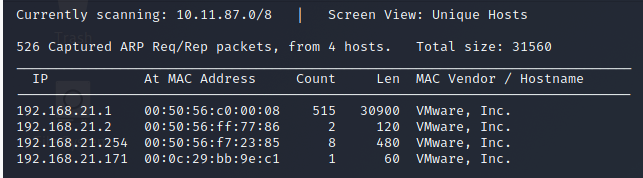 Currently scanning: 10.11.87.0/8   |   Screen View: Unique Hosts
526 Captured ARP Req/Rep packets, from 4 hosts.   Total size: 31560
IP            At MAC Address     Count     Len  MAC Vendor / Hostname
192.168.21.1    00:50:56:c0:00:08    515   30900  VMware, Inc.
192.168.21.2    00:50:56:ff:77:86      2     120  VMware, Inc.
192.168.21.254  00:50:56:f7:23:85      8     480  VMware, Inc.
192.168.21.171  00:0c:29:bb:9e:c1      1      60  VMware, Inc.